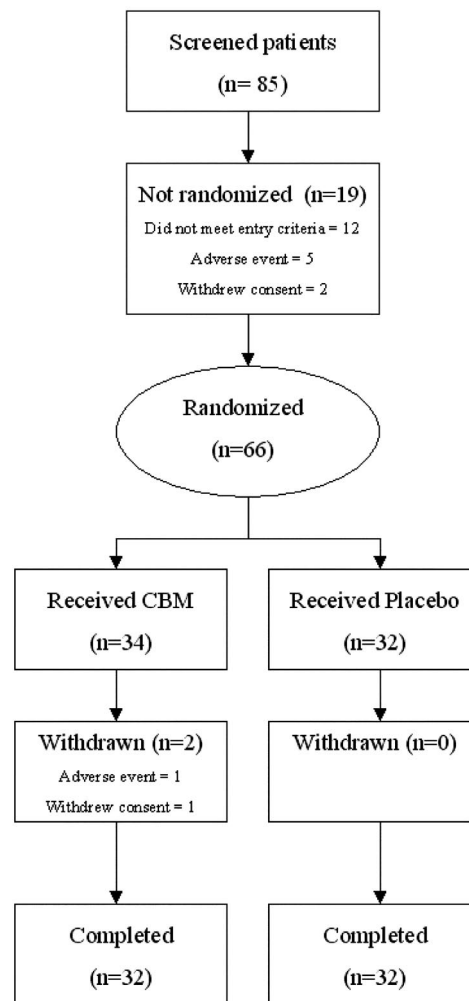 Screened patients
(n= 85)
Not randomized (n=19)
Did not meet entry criteria = 12
Adverse event = 5
Withdrew consent = 2
Randomized
(n=66)
Received CBM
(n=34)
Received Placebo
(n=32)
Withdrawn (n=2)
Adverse event = 1
Withdrew consent = 1
Withdrawn (n=0)
Completed
(n=32)
Completed
(n=32)